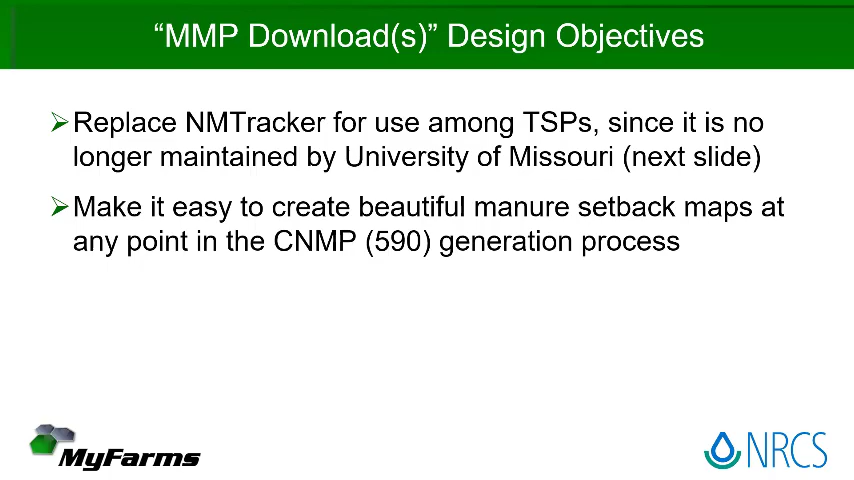 “MMP Download(s)” Design Objectives
Replace NMTracker for use among TSPs, since it is no
longer maintained by University of Missouri (next slide)
Make it easy to create beautiful manure setback maps at
any point in the CNMP (590) generation process
MyFarms
NRCS